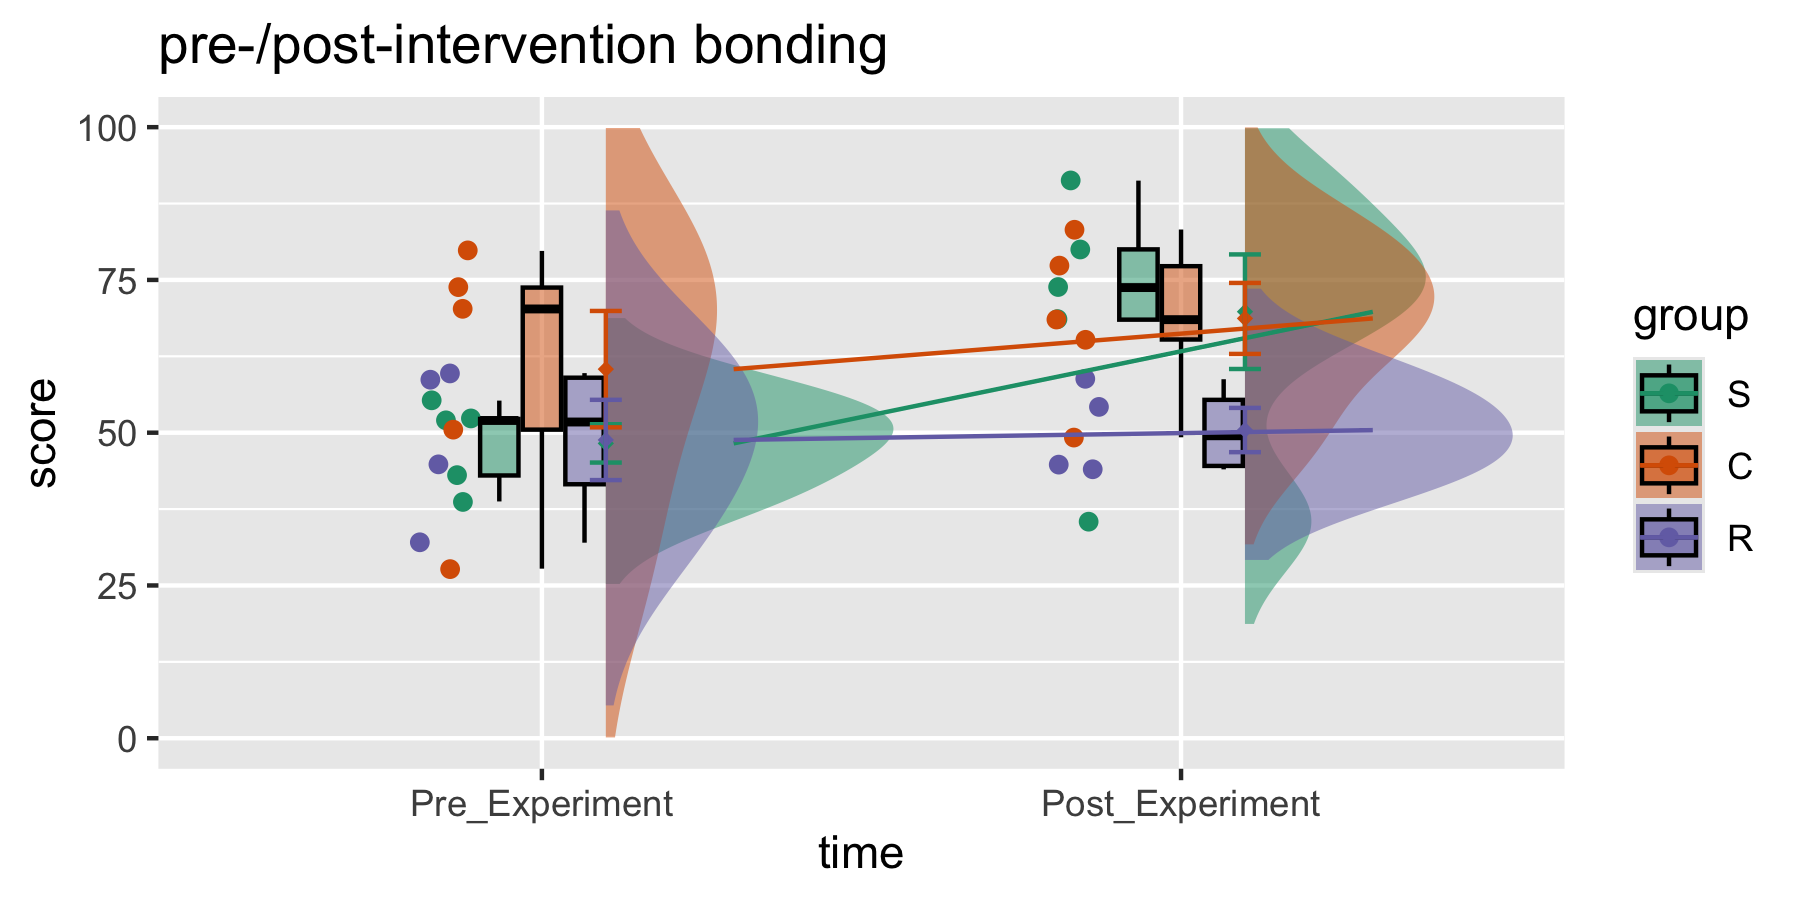 pre-/post-intervention bonding
100
75
50
25
0
score
Pre_Experiment
Post_Experiment
time
group
S
C
R